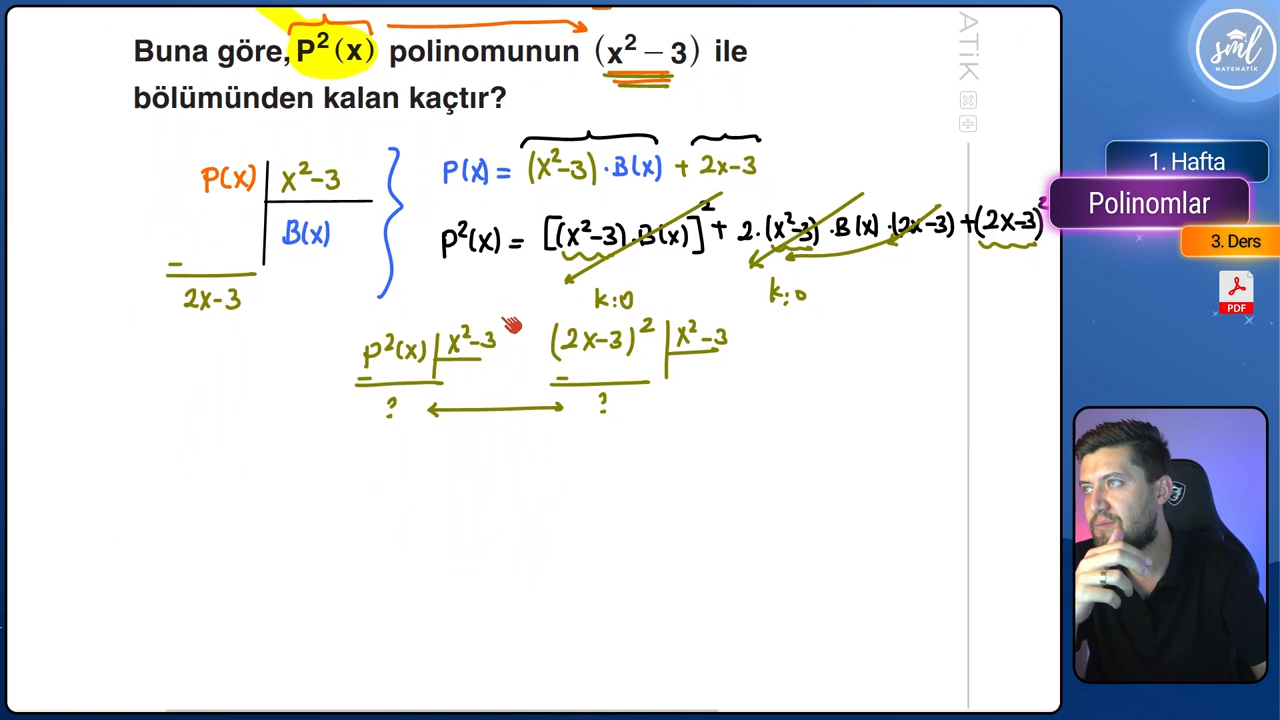 Buna göre, P²(x) polinomunun (x² − 3) ile
bölümünden kalan kaçtır?
P(x) | x²−3
B(x)
2x−3
P(x) = (x²−3)·B(x) + 2x−3
P²(x) = [(x²−3)·B(x)]² + 2·(x²−3)·B(x)·(2x−3) + (2x−3)²
k:0
k:0
P²(x) | x²−3
?
(2x−3)² | x²−3
?
ATİK
sml
MATEMATİK
1. Hafta
Polinomlar
3. Ders
PDF